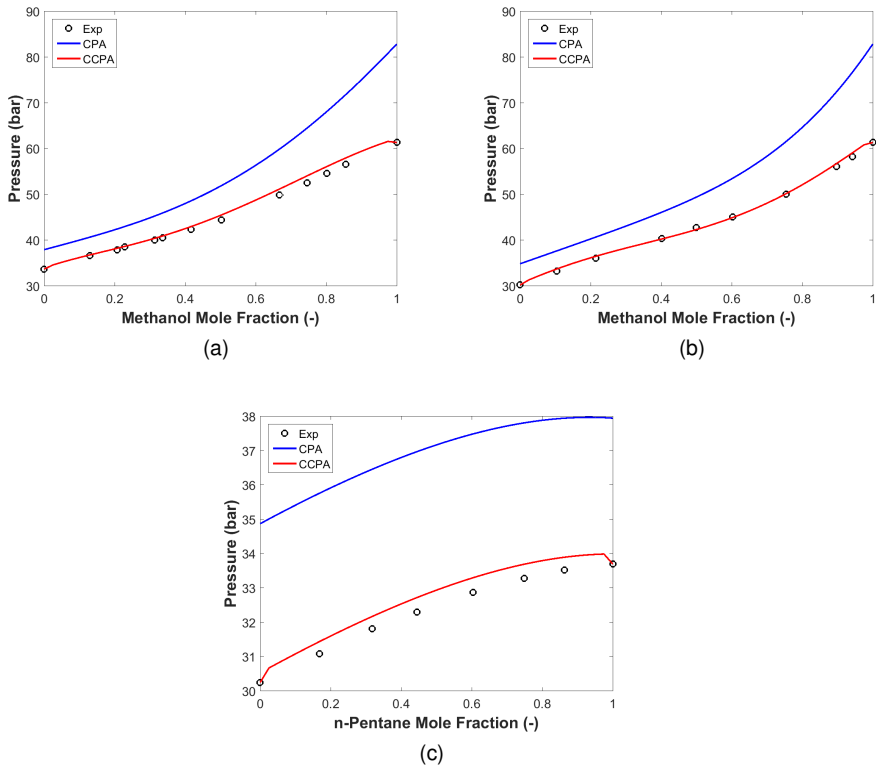 90
80
70
60
50
40
30
Pressure (bar)
Exp
CPA
CCPA
0
0.2
0.4
0.6
0.8
1
Methanol Mole Fraction (-)
(a)
90
80
70
60
50
40
30
Pressure (bar)
Exp
CPA
CCPA
0
0.2
0.4
0.6
0.8
1
Methanol Mole Fraction (-)
(b)
38
37
36
35
34
33
32
31
30
Pressure (bar)
Exp
CPA
CCPA
0
0.2
0.4
0.6
0.8
1
n-Pentane Mole Fraction (-)
(c)